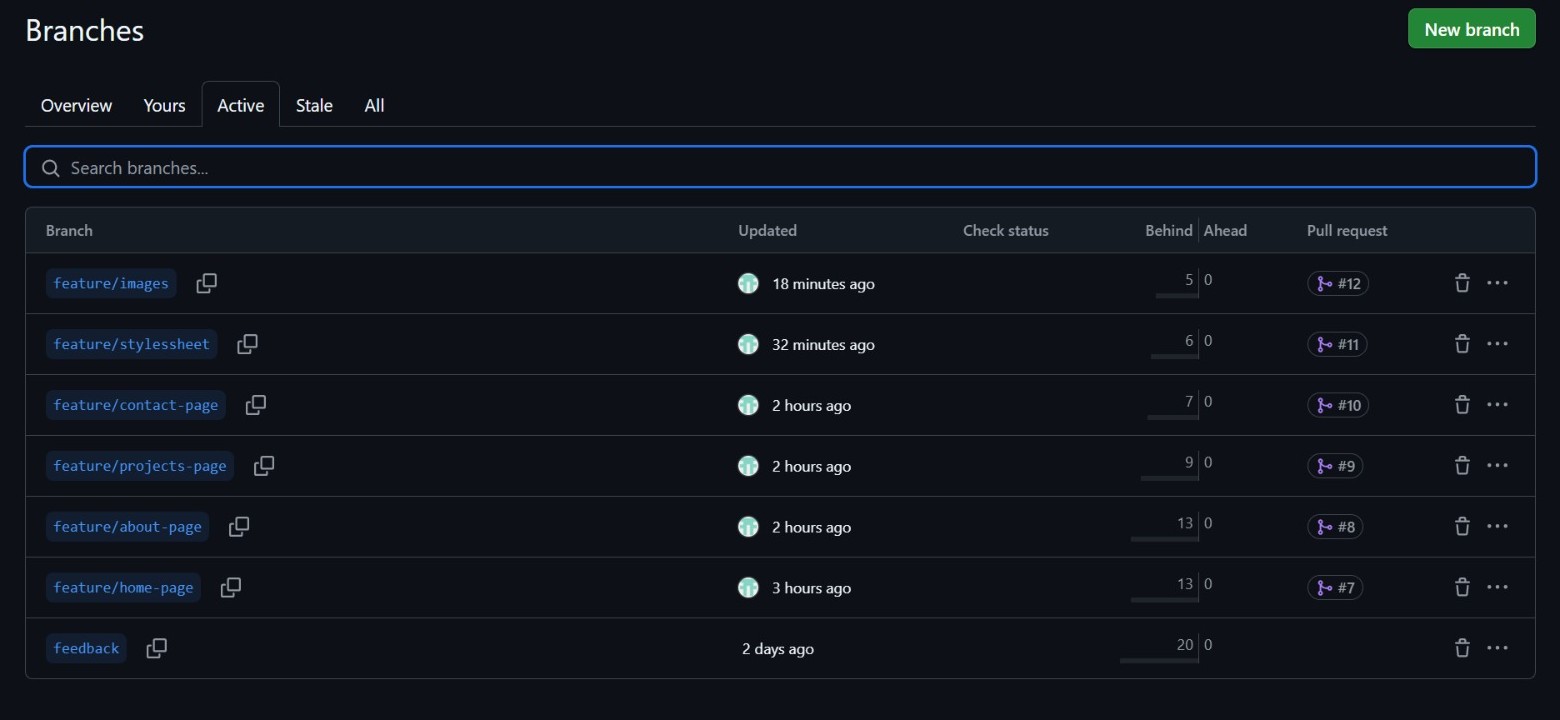 Branches
New branch
Overview Yours Active Stale All
Search branches...
Branch Updated Check status Behind Ahead Pull request
feature/images 18 minutes ago 5 0 #12
feature/stylessheet 32 minutes ago 6 0 #11
feature/contact-page 2 hours ago 7 0 #10
feature/projects-page 2 hours ago 9 0 #9
feature/about-page 2 hours ago 13 0 #8
feature/home-page 3 hours ago 13 0 #7
feedback 2 days ago 20 0